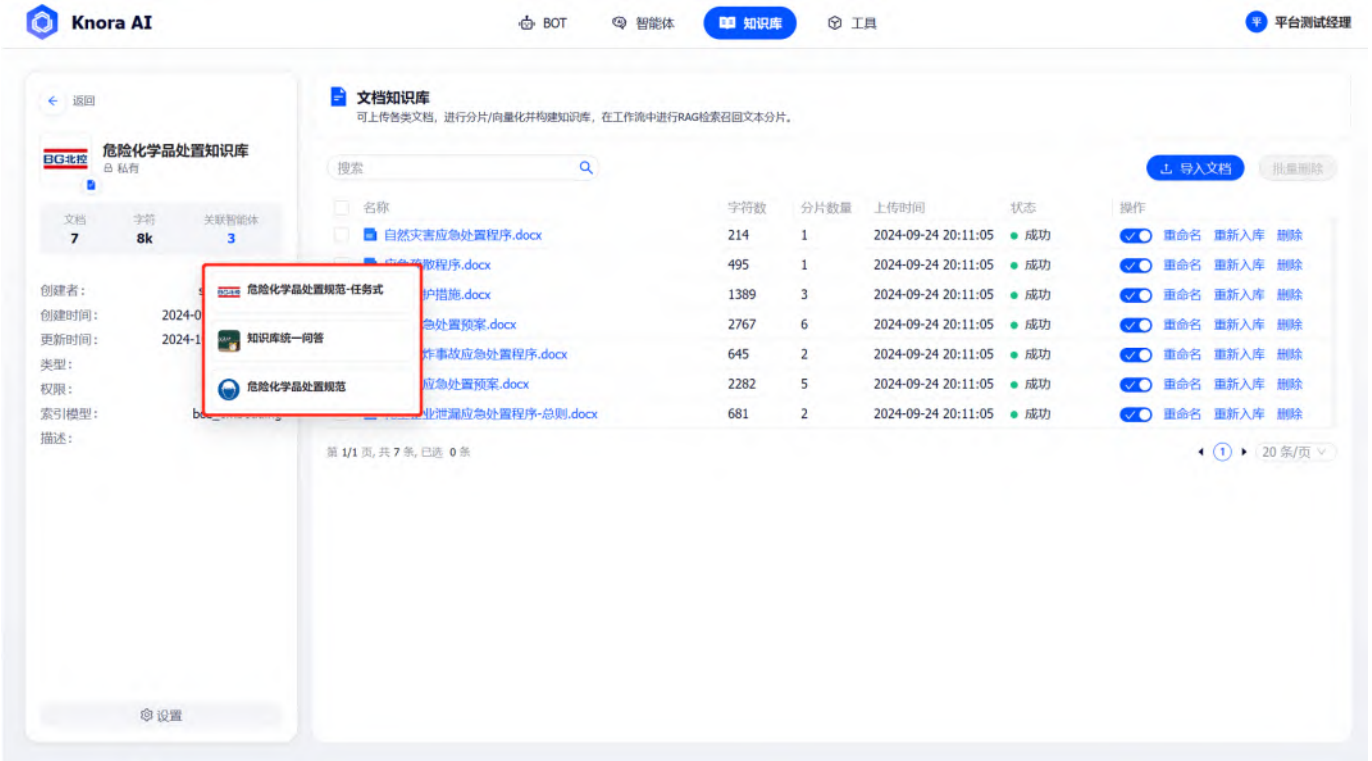 Knora AI
BOT
智能体
知识库
工具
平
平台测试经理
返回
BG北控
危险化学品处置知识库
私有
文档 字符 关联智能体
7 8k 3
创建者：
创建时间： 2024-0
更新时间： 2024-1
类型：
权限：
索引模型：
描述：
设置
危险化学品处置规范-任务式
知识库统一问答
危险化学品处置规范
文档知识库
可上传各类文档，进行分片/向量化并构建知识库，在工作流中进行RAG检索召回文本分片。
搜索
导入文档
批量删除
名称 字符数 分片数量 上传时间 状态 操作
自然灾害应急处置程序.docx 214 1 2024-09-24 20:11:05 成功 重命名 重新入库 删除
应急疏散程序.docx 495 1 2024-09-24 20:11:05 成功 重命名 重新入库 删除
护措施.docx 1389 3 2024-09-24 20:11:05 成功 重命名 重新入库 删除
急处置预案.docx 2767 6 2024-09-24 20:11:05 成功 重命名 重新入库 删除
炸事故应急处置程序.docx 645 2 2024-09-24 20:11:05 成功 重命名 重新入库 删除
应急处置预案.docx 2282 5 2024-09-24 20:11:05 成功 重命名 重新入库 删除
业泄漏应急处置程序-总则.docx 681 2 2024-09-24 20:11:05 成功 重命名 重新入库 删除
第 1/1 页, 共 7 条, 已选 0 条
1
20 条/页